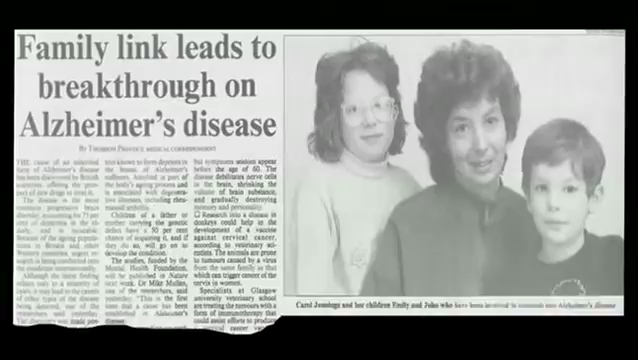 Family link leads to
breakthrough on
Alzheimer's disease
By THOMSON PRENTICE, MEDICAL CORRESPONDENT
THE cause of an inherited
form of Alzheimer's disease
has been discovered by British
scientists, offering the
of new drugs to treat it.
The disease is the most
common progressive brain
disorder, accounting for 75 per
cent of dementia in the
and is incurable.
Because of the ageing
in Britain and other
Western countries, urgent
search is being conducted into
the condition internationally.
Although the latest finding
relates only to a minority of
cases, it may lead to the causes
of other types of the disease
being detected, one of the
researchers said yesterday.
The discovery was made
known to form deposits in
the brains of Alzheimer's
sufferers. Amyloid is part of
the body's ageing process and
is associated with degenera-
tive illnesses, including rheu-
matoid arthritis.
Children of a father or
mother carrying the genetic
defect have a 50 per cent
chance of acquiring it, and if
they do so, will go on to
develop the condition.
The studies, funded by the
Mental Health Foundation,
will be published in Nature
next week. Dr Mike Mullan,
one of the researchers, said
yesterday: "This is the first
time that a cause has been
established in Alzheimer's
disease
but symptoms seldom appear
before the age of 60. The
disease debilitates nerve cells
in the brain, shrinking the
volume of brain substance,
and gradually destroying
memory and personality.
□ Research into a disease in
donkeys could help in the
development of a vaccine
against cervical cancer,
according to veterinary sci-
entists. The animals are prone
to tumours caused by a virus
from the same family as that
which can trigger cancer of the
cervix in women.
Specialists at Glasgow
university veterinary school
are treating the tumours with a
form of immunotherapy that
could assist efforts to produce
a cervical cancer
Carol Jennings and her children Emily and John who have been involved in research into Alzheimer's disease